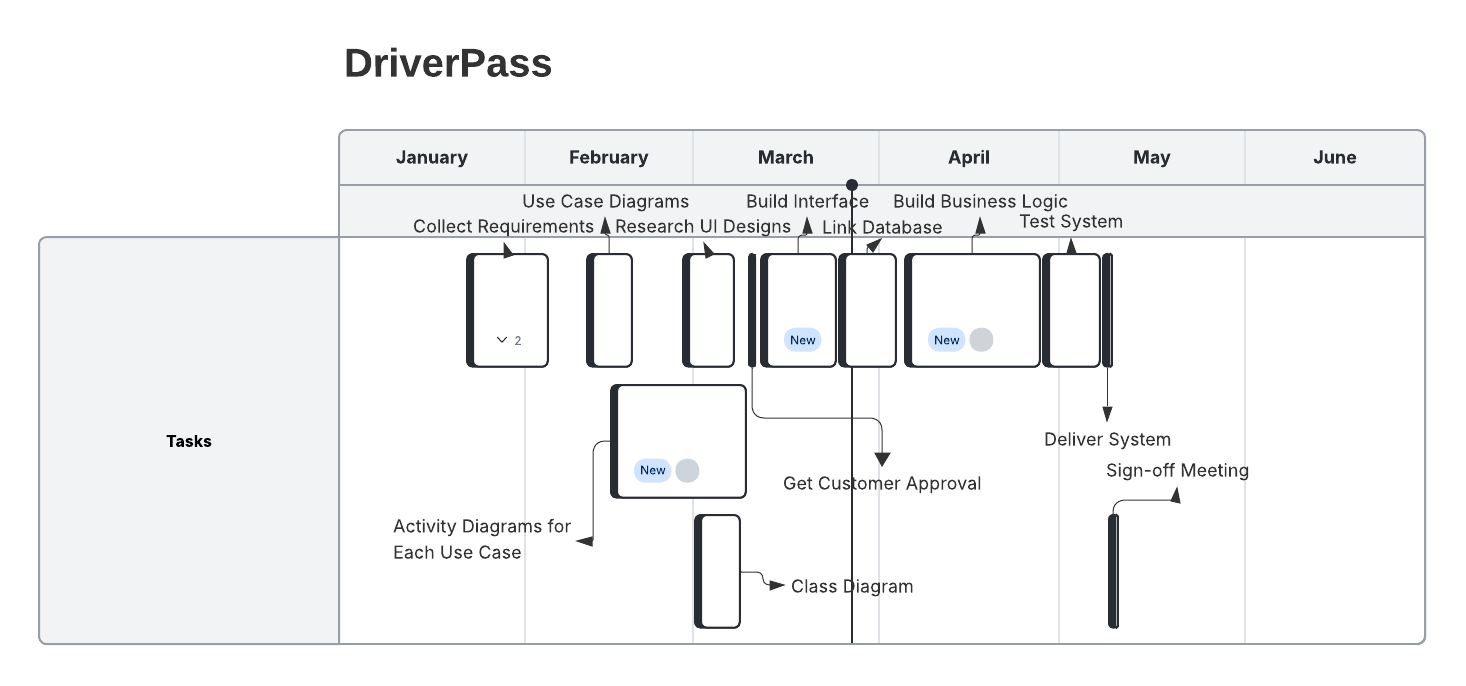 DriverPass
January February March April May June
Use Case Diagrams Build Interface Build Business Logic
Collect Requirements Research UI Designs Link Database Test System
2
New
New
Tasks
Deliver System
New
Sign-off Meeting
Get Customer Approval
Activity Diagrams for
Each Use Case
Class Diagram